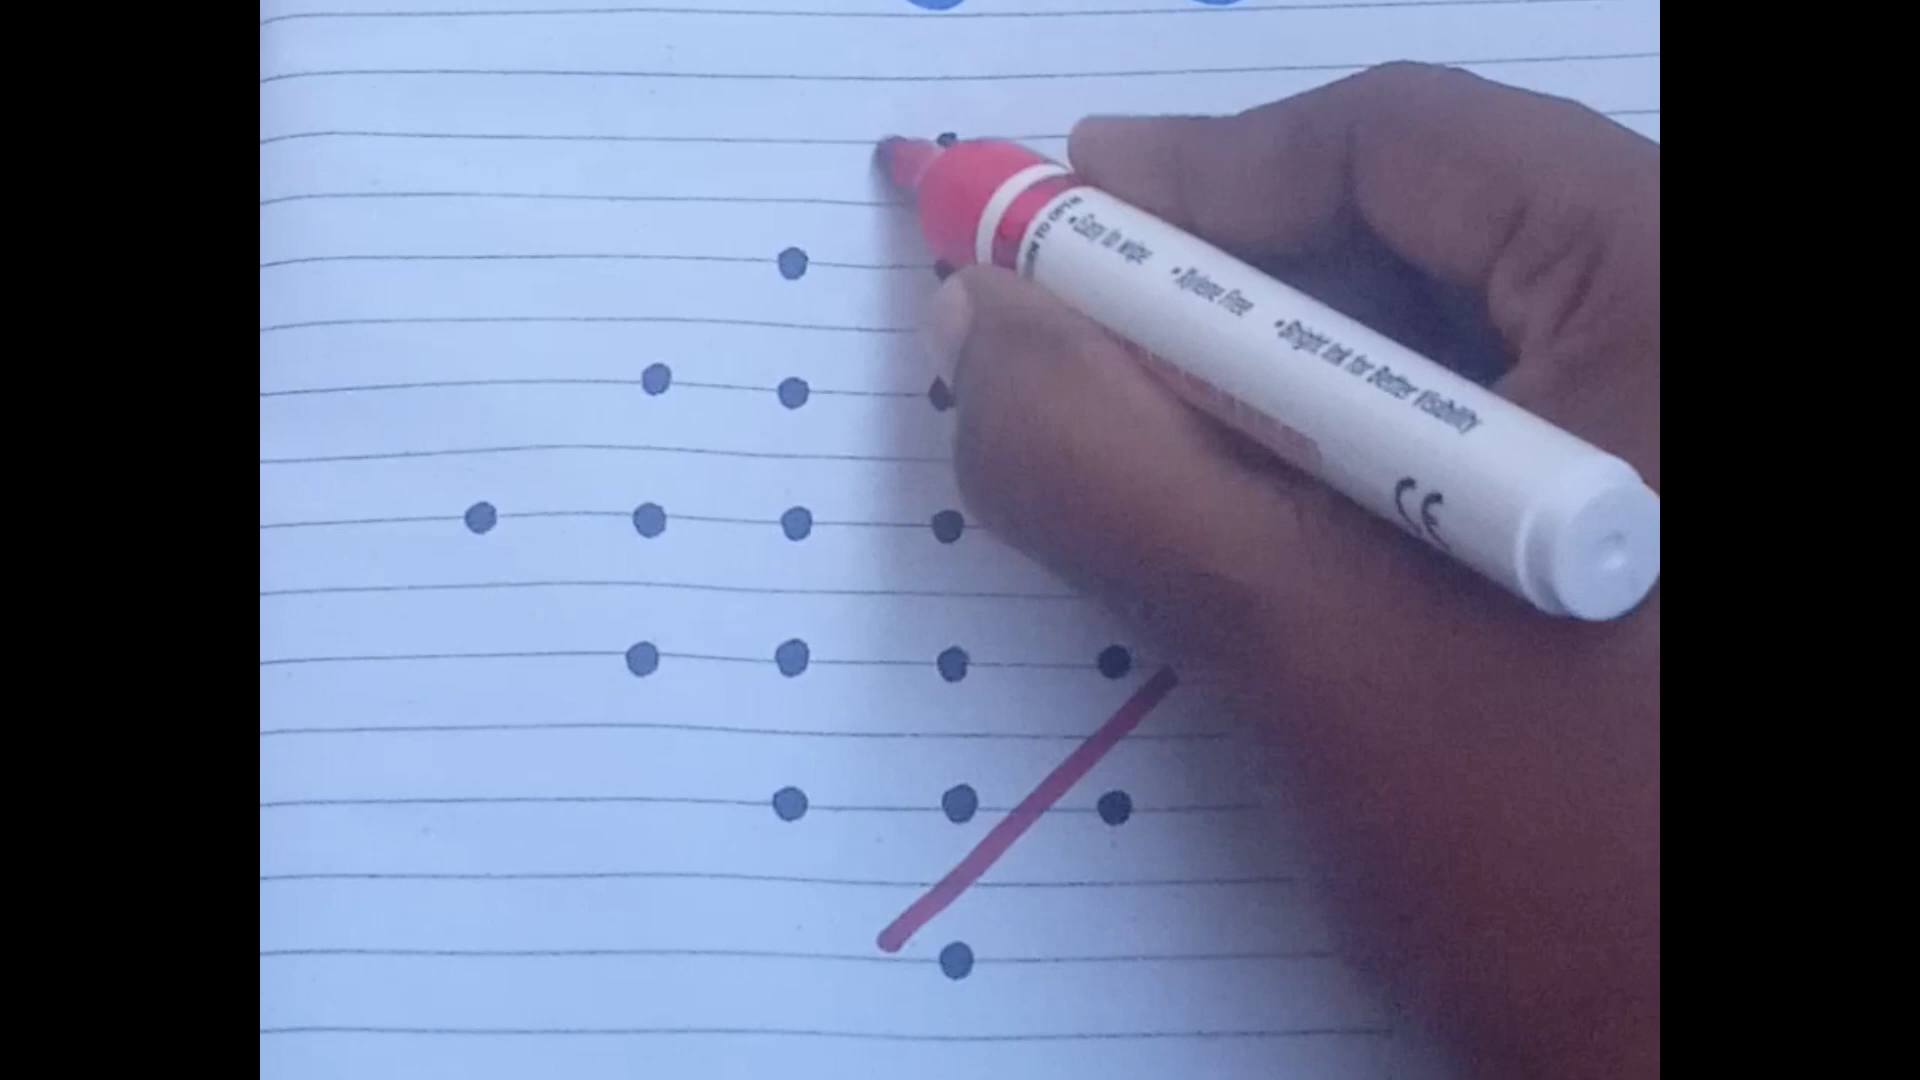 • Easy to wipe
• Xylene Free
• Bright Ink for Better Visibility
CE